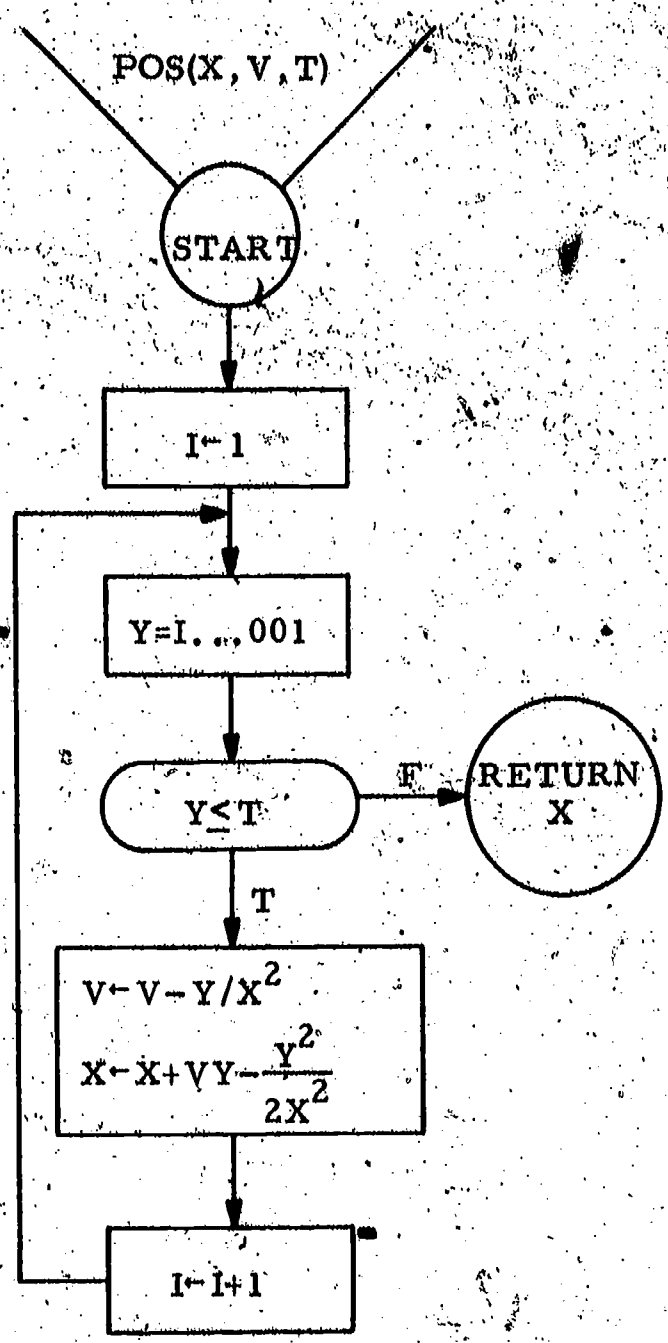 POS(X, V, T)
START
I←1
Y=I...001
Y≤T
F
RETURN
X
T
V←V-Y/X²
X←X+VY-Y²/2X²
I←I+1